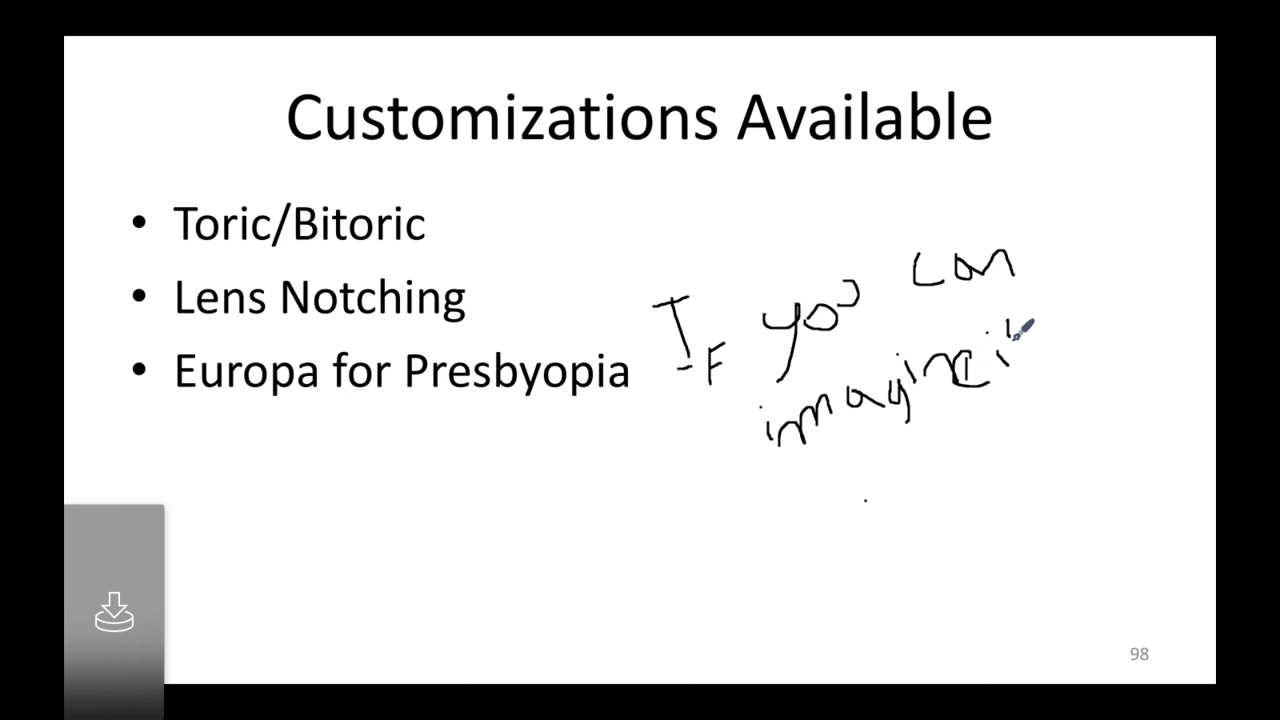 Customizations Available
• Toric/Bitoric
• Lens Notching
• Europa for Presbyopia
IF you can
imagine it
98